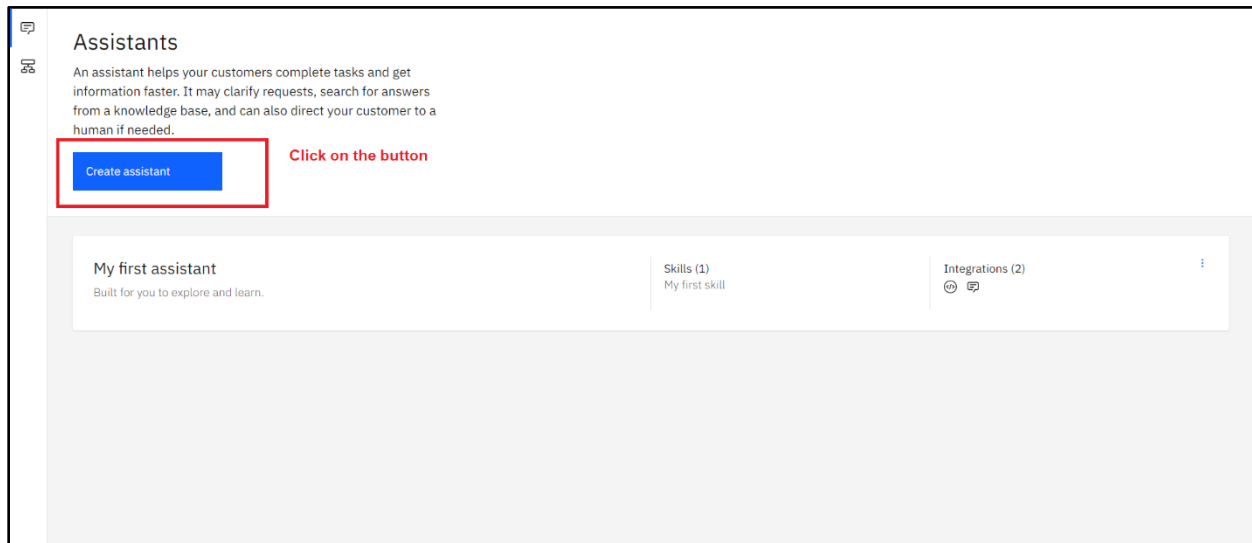 Assistants
An assistant helps your customers complete tasks and get
information faster. It may clarify requests, search for answers
from a knowledge base, and can also direct your customer to a
human if needed.
Click on the button
Create assistant
My first assistant
Built for you to explore and learn.
Skills (1)
My first skill
Integrations (2)